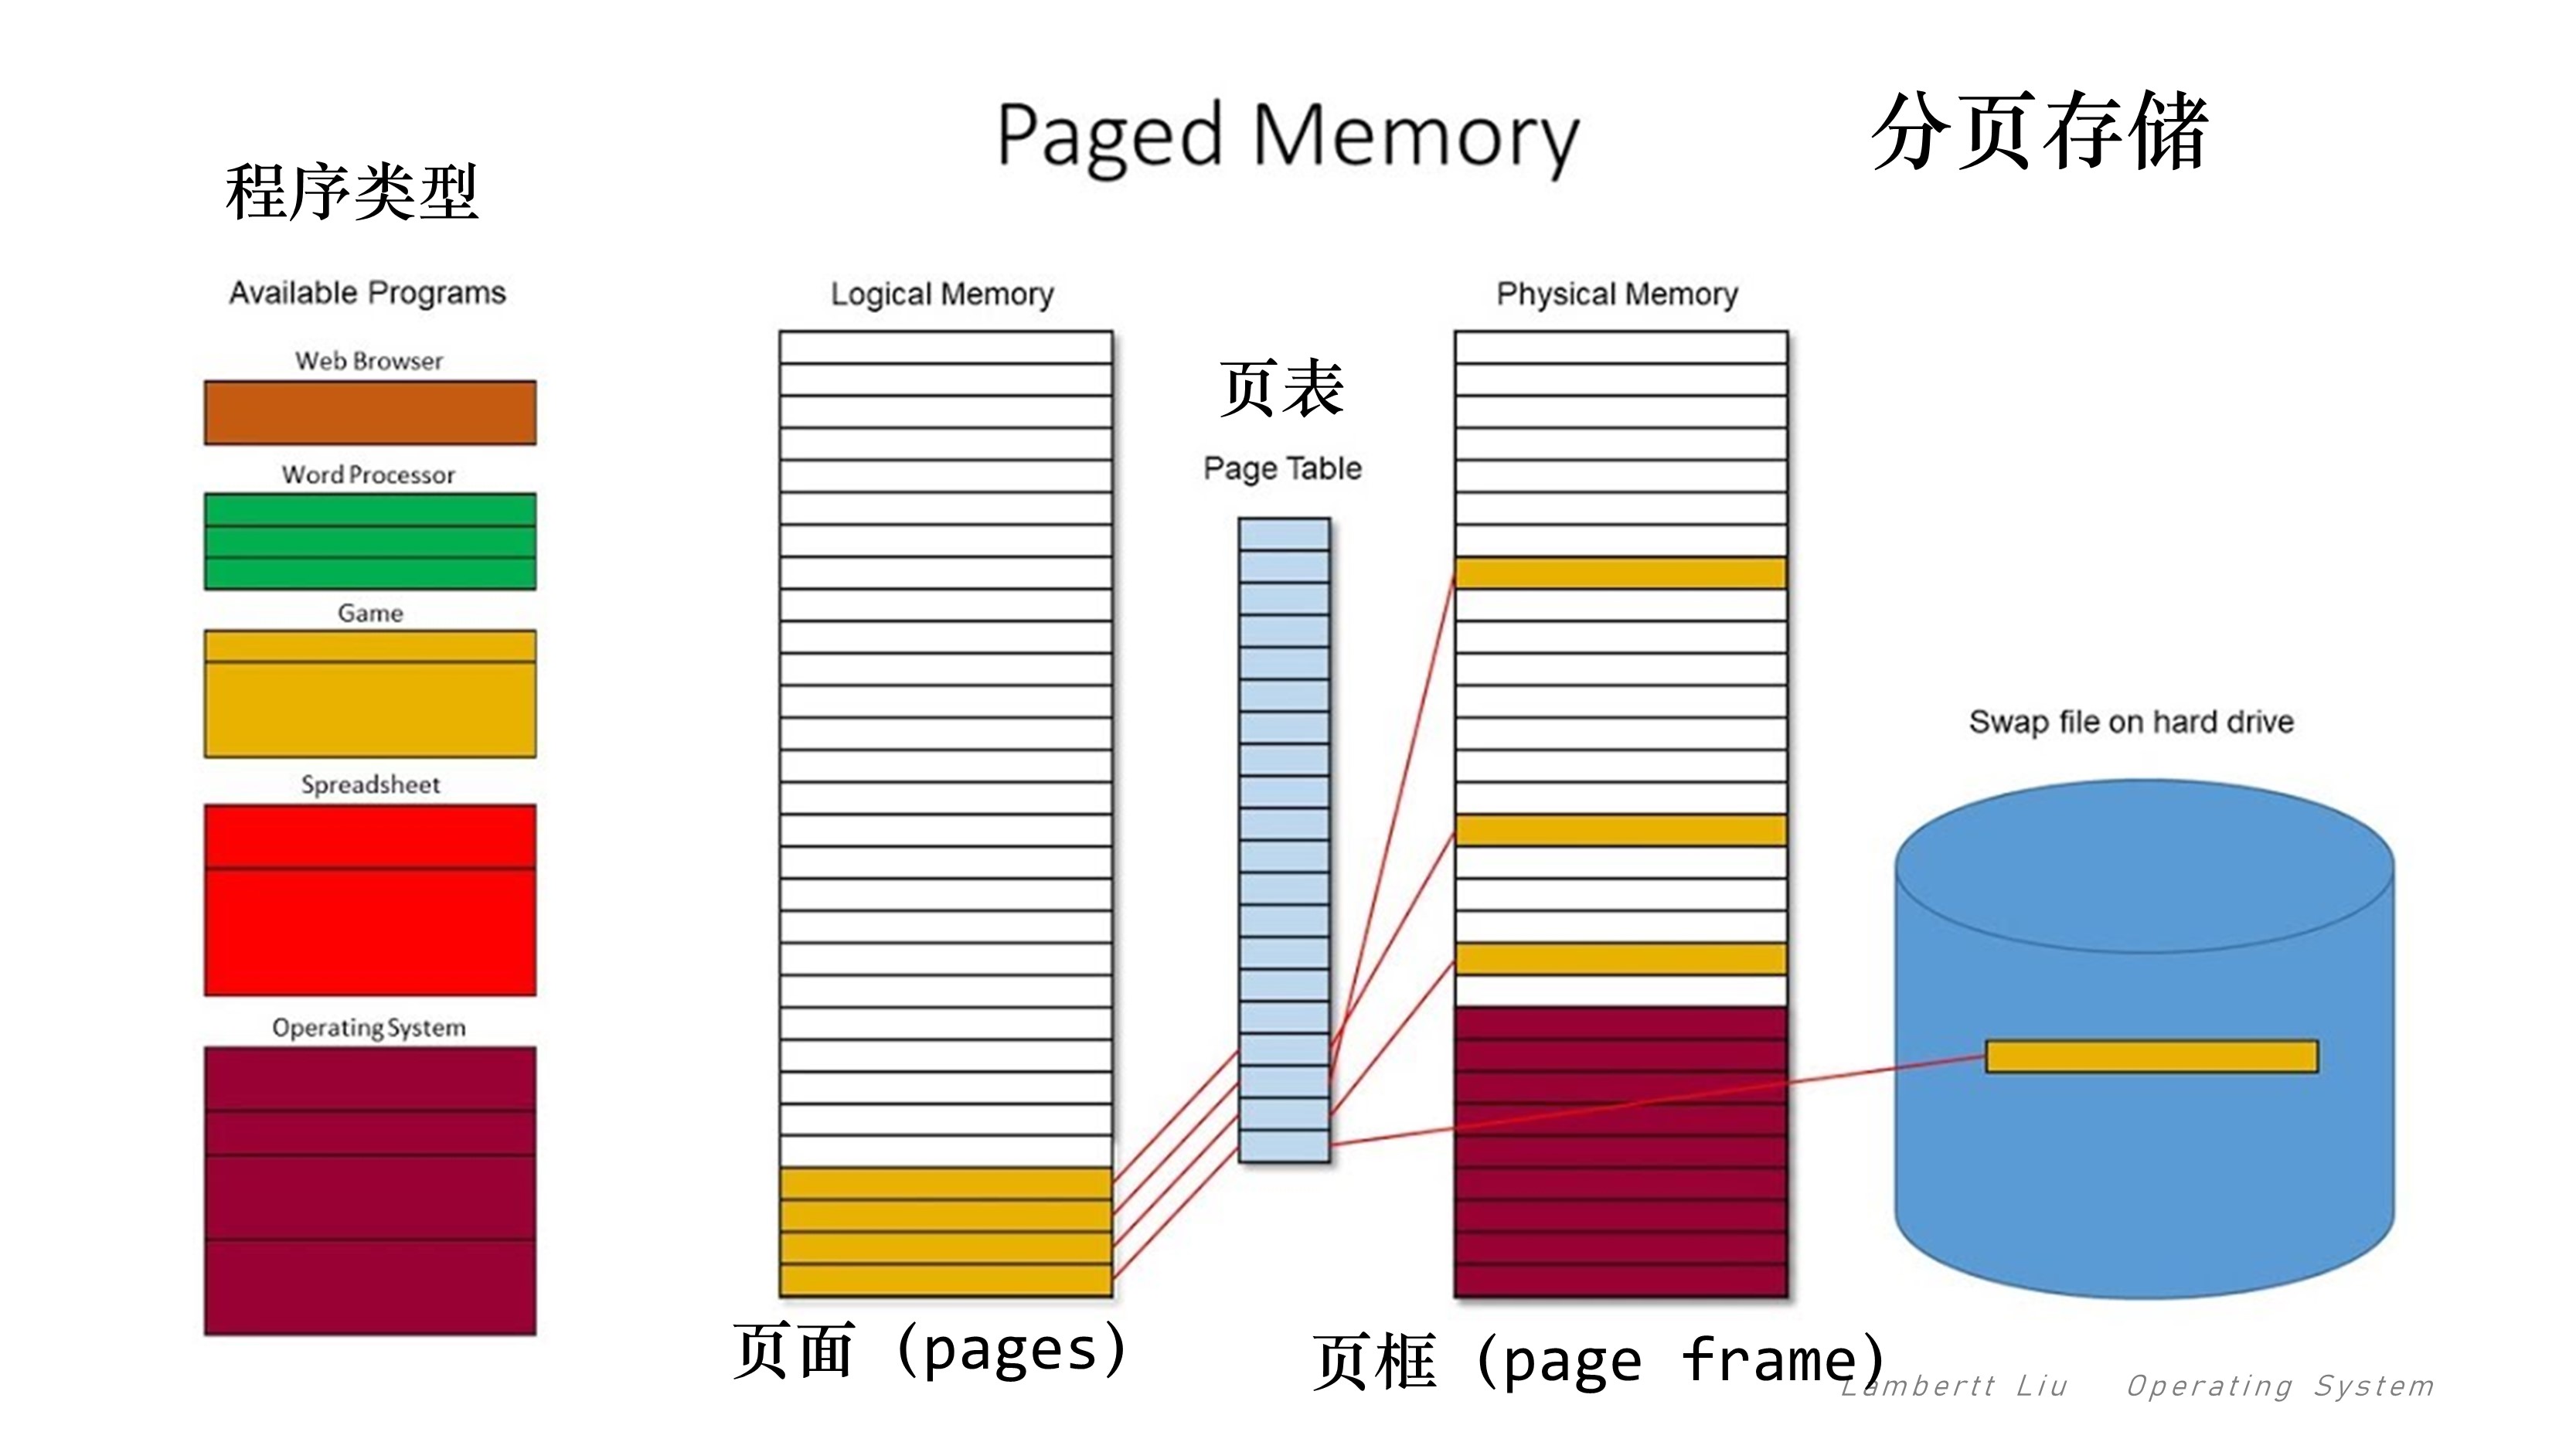 Paged Memory
分页存储
程序类型
Available Programs
Web Browser
Word Processor
Game
Spreadsheet
Operating System
Logical Memory
页表
Page Table
Physical Memory
Swap file on hard drive
页面 (pages)
页框 (page frame)
Lambertt Liu Operating System